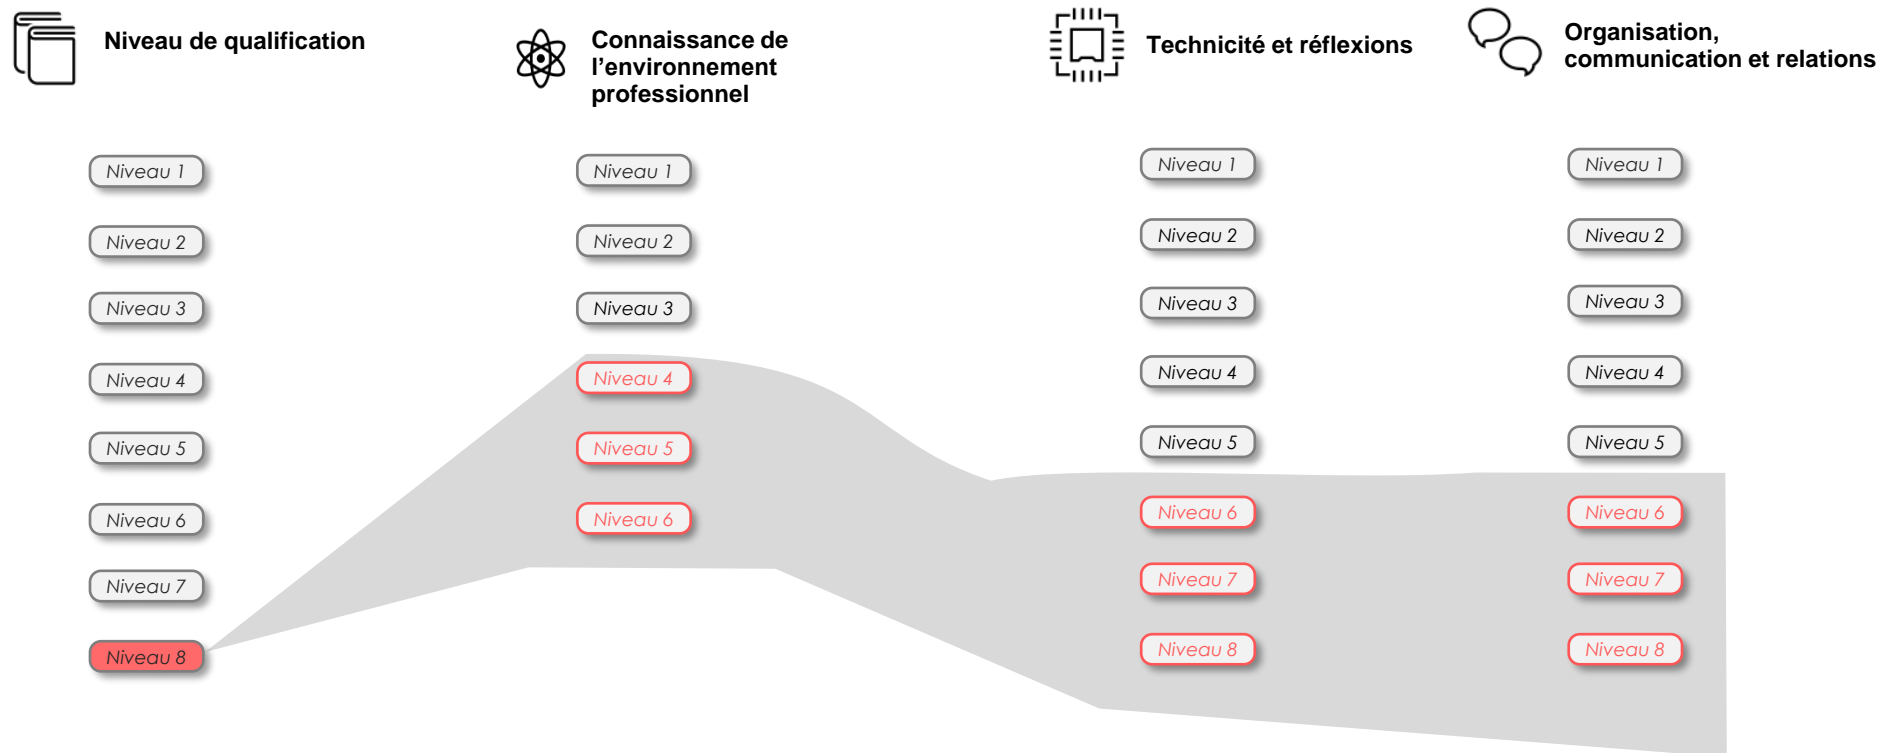 Niveau de qualification
Connaissance de
l’environnement
professionnel
Technicité et réflexions
Organisation,
communication et relations
Niveau 1
Niveau 2
Niveau 3
Niveau 4
Niveau 5
Niveau 6
Niveau 7
Niveau 8
Niveau 1
Niveau 2
Niveau 3
Niveau 4
Niveau 5
Niveau 6
Niveau 1
Niveau 2
Niveau 3
Niveau 4
Niveau 5
Niveau 6
Niveau 7
Niveau 8
Niveau 1
Niveau 2
Niveau 3
Niveau 4
Niveau 5
Niveau 6
Niveau 7
Niveau 8